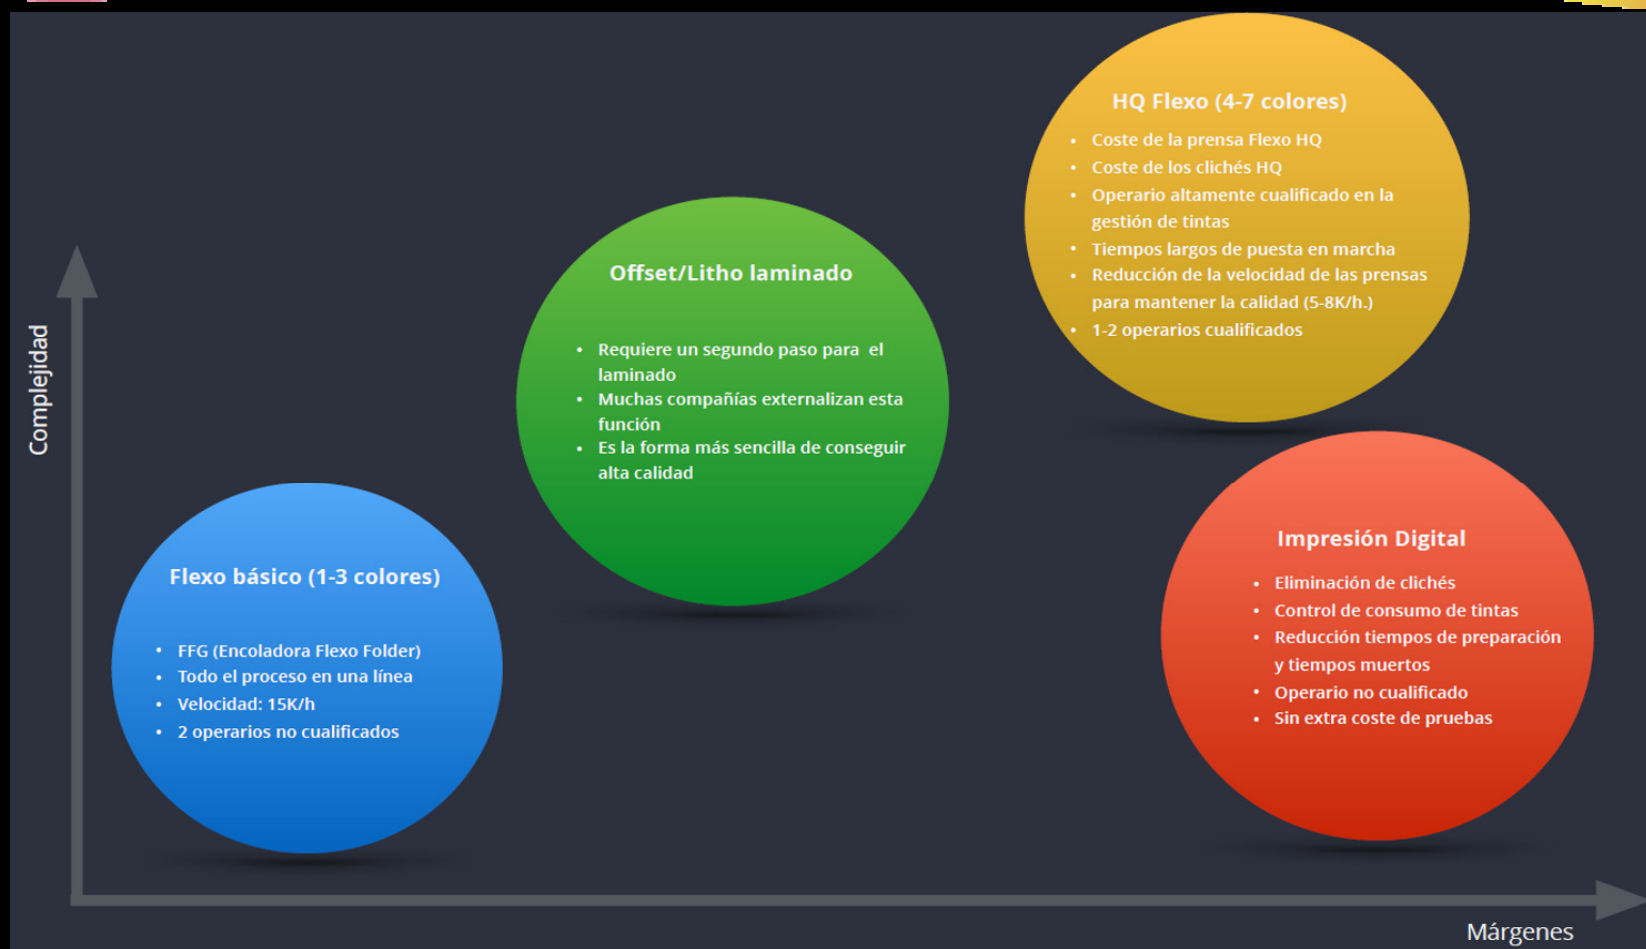 HQ Flexo (4-7 colores)
• Coste de la prensa Flexo HQ
• Coste de los clichés HQ
• Operario altamente cualificado en la
gestión de tintas
• Tiempos largos de puesta en marcha
• Reducción de la velocidad de las prensas
para mantener la calidad (5-8K/h.)
• 1-2 operarios cualificados
Offset/Litho laminado
• Requiere un segundo paso para el
laminado
• Muchas compañías externalizan esta
función
• Es la forma más sencilla de conseguir
alta calidad
Complejidad
Flexo básico (1-3 colores)
• FFG (Encoladora Flexo Folder)
• Todo el proceso en una línea
• Velocidad: 15K/h
• 2 operarios no cualificados
Impresión Digital
• Eliminación de clichés
• Control de consumo de tintas
• Reducción tiempos de preparación
y tiempos muertos
• Operario no cualificado
• Sin extra coste de pruebas
Márgenes